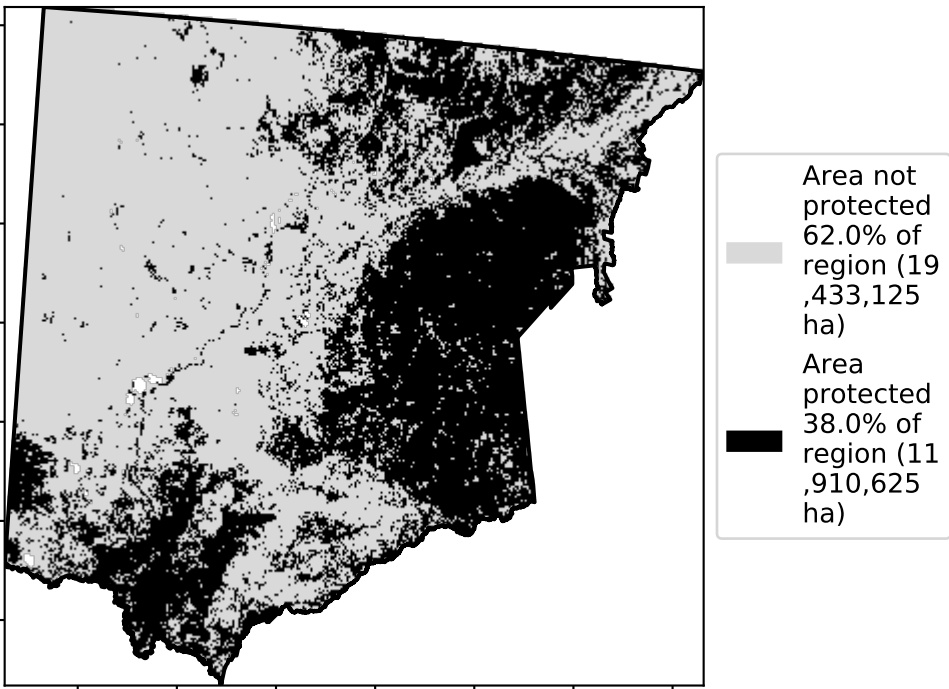 Area not
protected
62.0% of
region (19
,433,125
ha)
Area
protected
38.0% of
region (11
,910,625
ha)